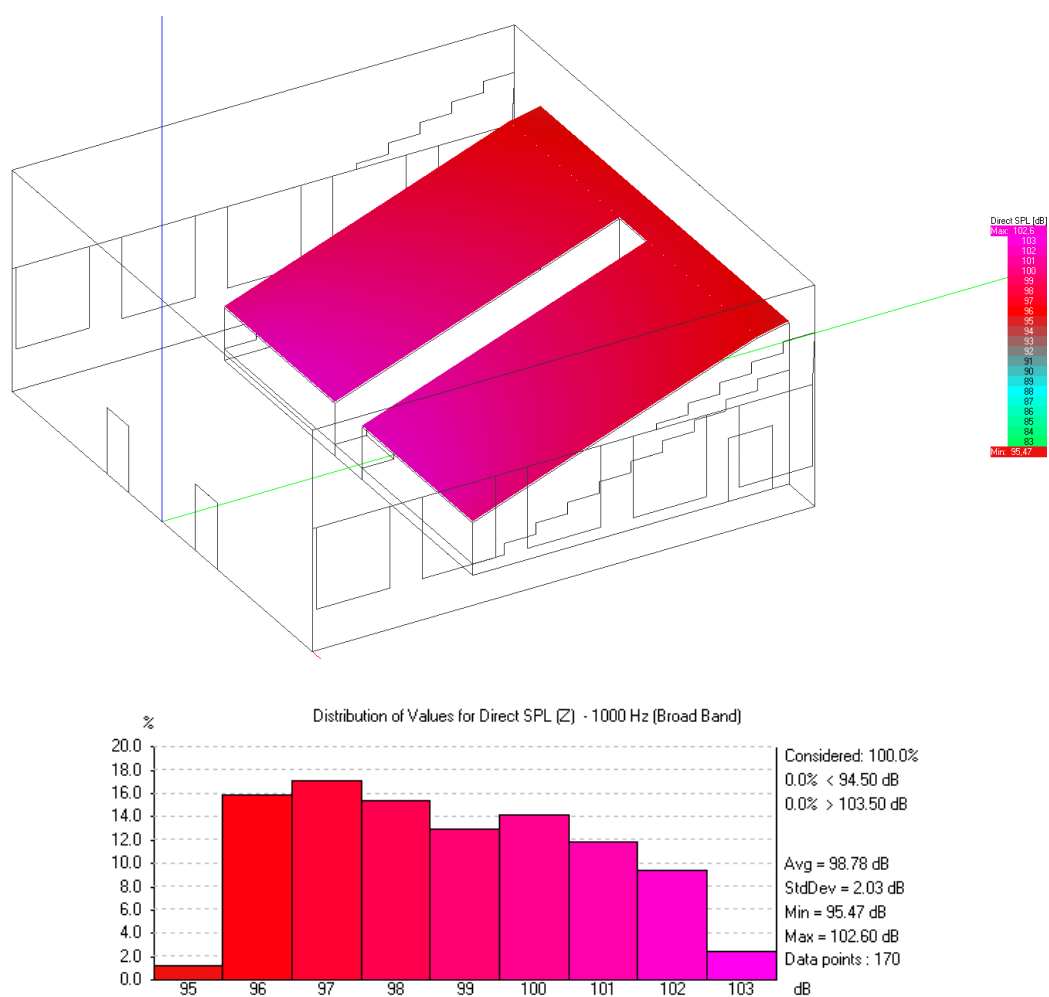 Direct SPL [dB]
Max: 102,6
103
102
101
100
99
98
97
96
95
94
93
92
91
90
89
88
87
86
85
84
83
Min: 95,47
Distribution of Values for Direct SPL (Z) - 1000 Hz (Broad Band)
%
20.0
18.0
16.0
14.0
12.0
10.0
8.0
6.0
4.0
2.0
0.0
95 96 97 98 99 100 101 102 103 dB
Considered: 100.0%
0.0% < 94.50 dB
0.0% > 103.50 dB
Avg = 98.78 dB
StdDev = 2.03 dB
Min = 95.47 dB
Max = 102.60 dB
Data points : 170